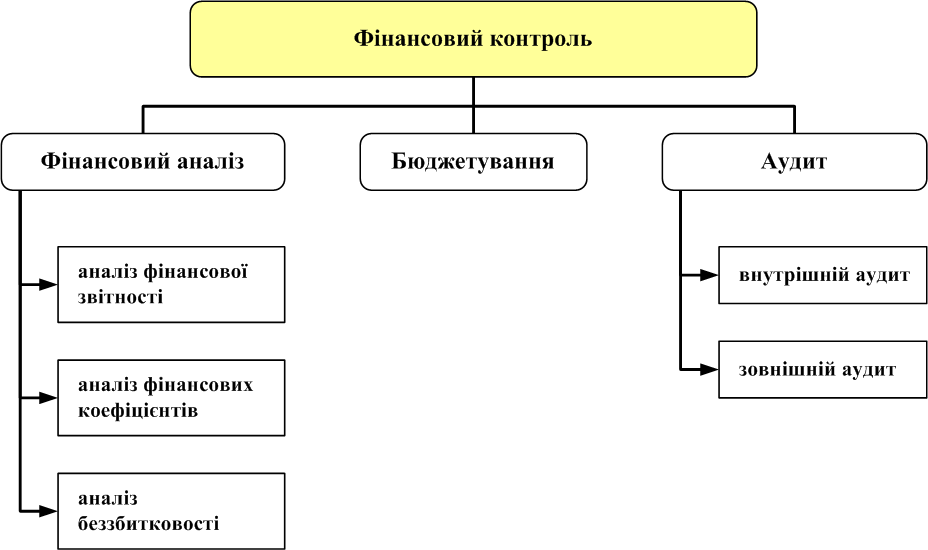 Фінансовий контроль
Фінансовий аналіз
Бюджетування
Аудит
аналіз фінансової
звітності
аналіз фінансових
коефіцієнтів
аналіз
беззбитковості
внутрішній аудит
зовнішній аудит